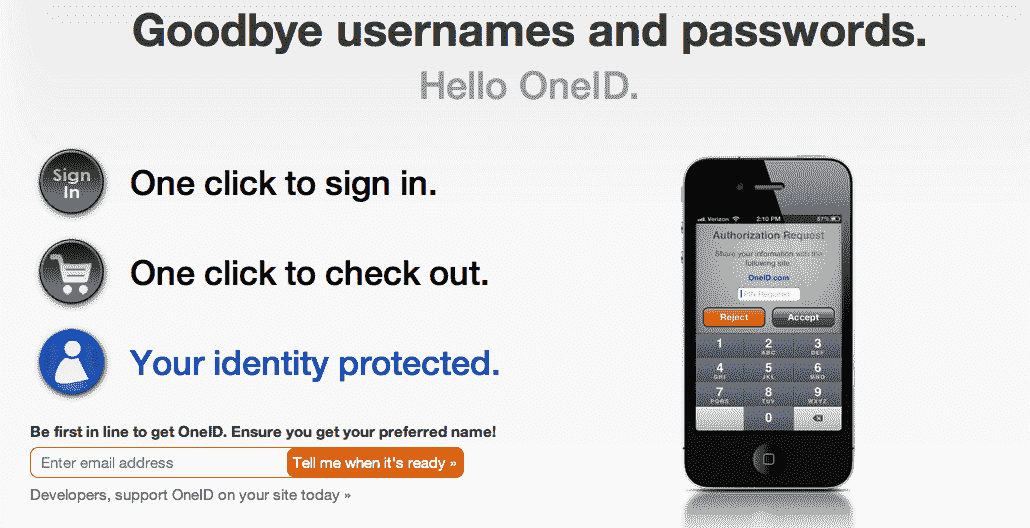 Goodbye usernames and passwords.
Hello OneID.
Sign
In
One click to sign in.
One click to check out.
Your identity protected.
Be first in line to get OneID. Ensure you get your preferred name!
Enter email address
Tell me when it's ready »
Developers, support OneID on your site today »
Verizon 2:10 PM 57%
Authorization Request
Share your information with the
following site
OneID.com
PIN Required
Reject Accept
1 2 3
ABC DEF
4 5 6
GHI JKL MNO
7 8 9
PQRS TUV WXYZ
0